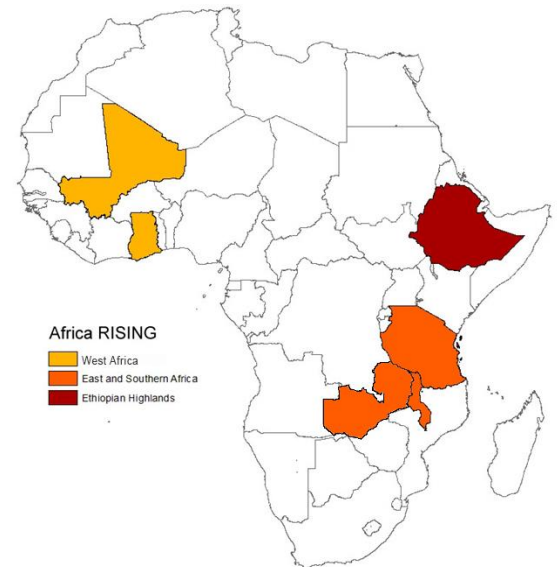 Africa RISING
West Africa
East and Southern Africa
Ethiopian Highlands